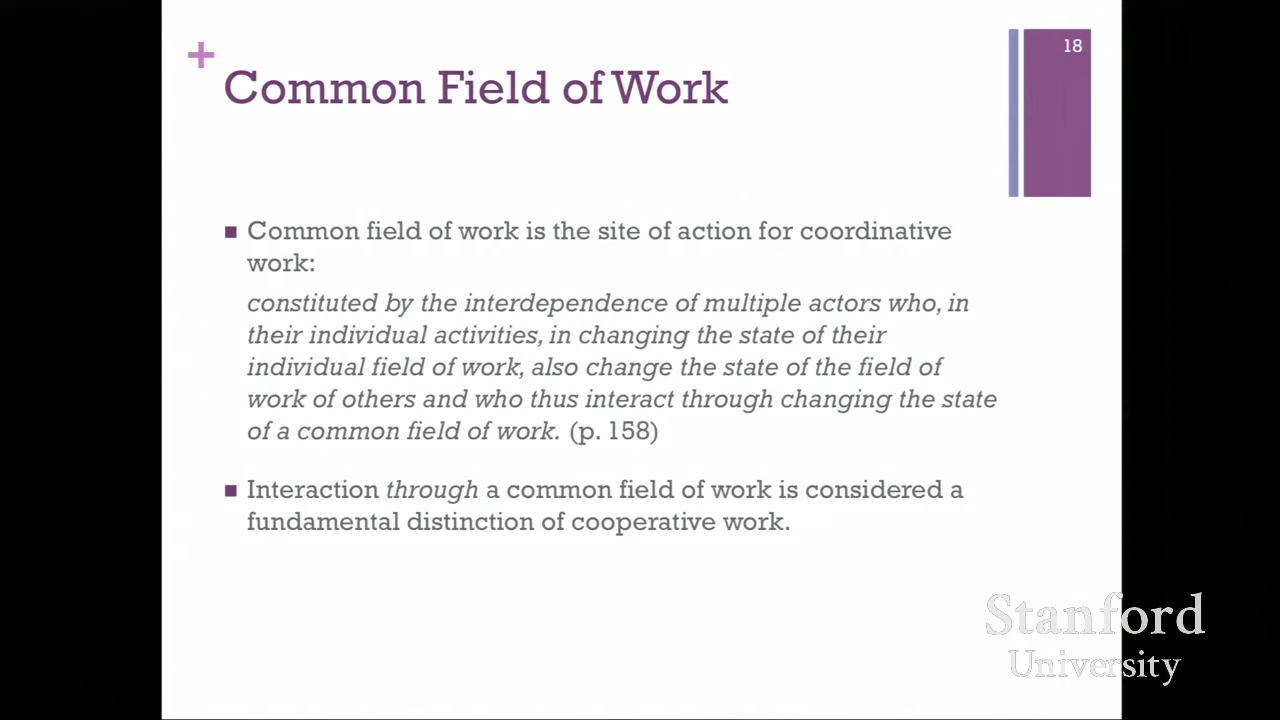 18
+
Common Field of Work
Common field of work is the site of action for coordinative
work:
constituted by the interdependence of multiple actors who, in
their individual activities, in changing the state of their
individual field of work, also change the state of the field of
work of others and who thus interact through changing the state
of a common field of work. (p. 158)
Interaction through a common field of work is considered a
fundamental distinction of cooperative work.
Stanford
University